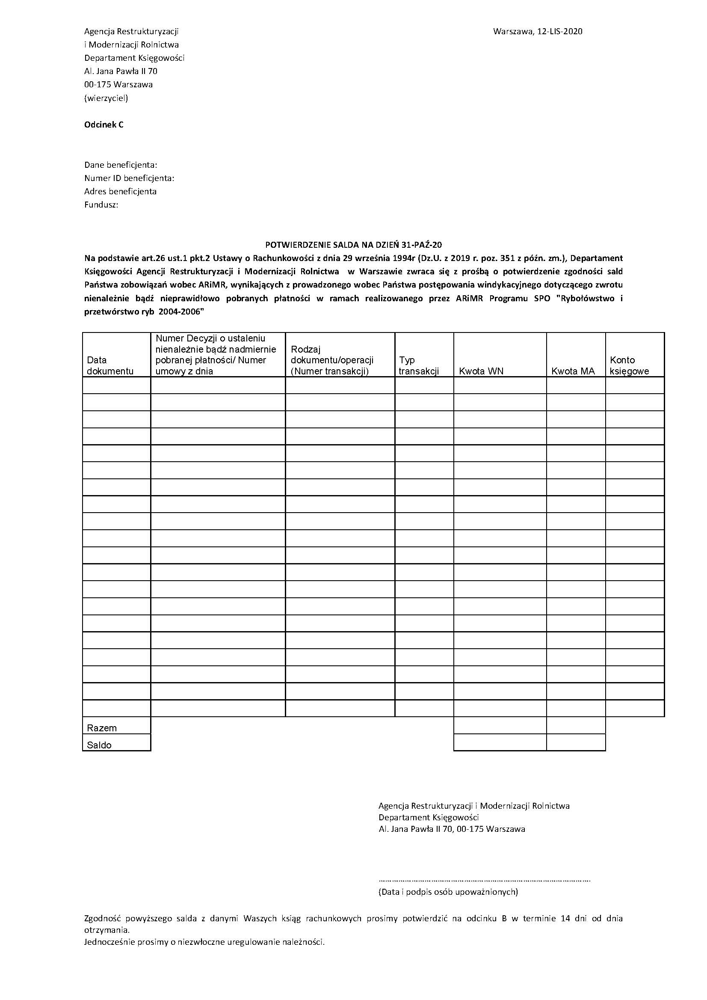 Agencja Restrukturyzacji
i Modernizacji Rolnictwa
Departament Księgowości
Al. Jana Pawła II 70
00-175 Warszawa
(wierzyciel)
Warszawa, 12-LIS-2020
Odcinek C
Dane beneficjenta:
Numer ID beneficjenta:
Adres beneficjenta
Fundusz:
POTWIERDZENIE SALDA NA DZIEŃ 31-PAŹ-20
Na podstawie art.26 ust.1 pkt.2 Ustawy o Rachunkowości z dnia 29 września 1994r (Dz.U. z 2019 r. poz. 351 z późn. zm.), Departament
Księgowości Agencji Restrukturyzacji i Modernizacji Rolnictwa w Warszawie zwraca się z prośbą o potwierdzenie zgodności sald
Państwa zobowiązań wobec ARiMR, wynikających z prowadzonego wobec Państwa postępowania windykacyjnego dotyczącego zwrotu
nienależnie bądź nieprawidłowo pobranych płatności w ramach realizowanego przez ARiMR Programu SPO "Rybołówstwo i
przetwórstwo ryb 2004-2006"
Data
dokumentu
Numer Decyzji o ustaleniu
nienależnie bądź nadmiernie
pobranej płatności/ Numer
umowy z dnia
Rodzaj
dokumentu/operacji
(Numer transakcji)
Typ
transakcji
Kwota WN
Kwota MA
Konto
księgowe
Razem
Saldo
Agencja Restrukturyzacji i Modernizacji Rolnictwa
Departament Księgowości
Al. Jana Pawła II 70, 00-175 Warszawa
........................................................................................
(Data i podpis osób upoważnionych)
Zgodność powyższego salda z danymi Waszych ksiąg rachunkowych prosimy potwierdzić na odcinku B w terminie 14 dni od dnia
otrzymania.
Jednocześnie prosimy o niezwłoczne uregulowanie należności.